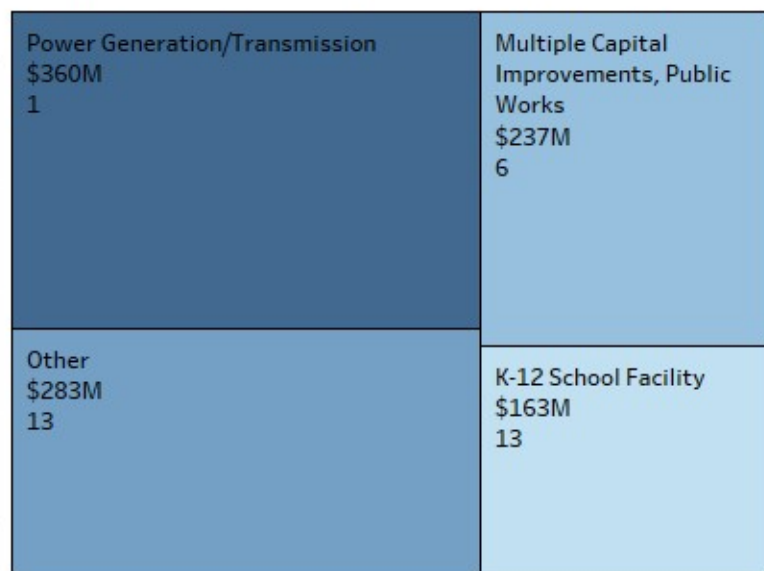 Power Generation/Transmission
$360M
1
Multiple Capital
Improvements, Public
Works
$237M
6
Other
$283M
13
K-12 School Facility
$163M
13